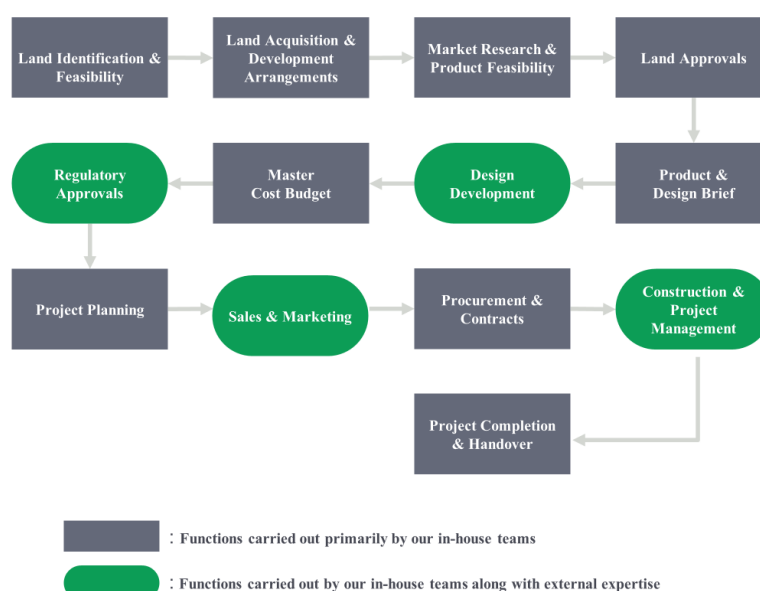 Land Identification &
Feasibility
Land Acquisition &
Development
Arrangements
Market Research &
Product Feasibility
Land Approvals
Regulatory
Approvals
Master
Cost Budget
Design
Development
Product &
Design Brief
Project Planning
Sales & Marketing
Procurement &
Contracts
Construction &
Project
Management
Project Completion
& Handover
: Functions carried out primarily by our in-house teams
: Functions carried out by our in-house teams along with external expertise